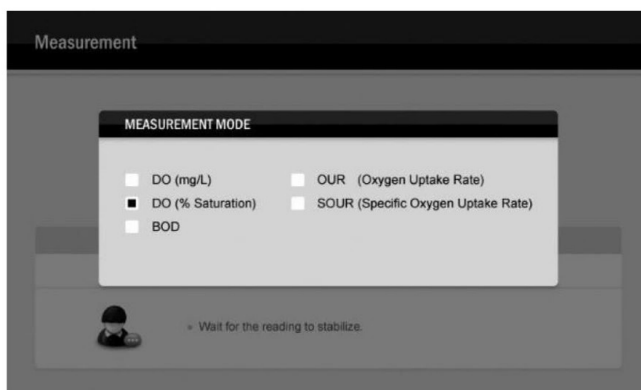 Measurement
MEASUREMENT MODE
DO (mg/L)
DO (% Saturation)
BOD
OUR (Oxygen Uptake Rate)
SOUR (Specific Oxygen Uptake Rate)
Wait for the reading to stabilize.